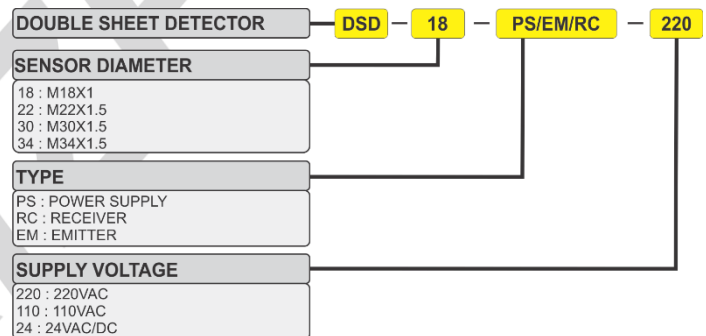 DOUBLE SHEET DETECTOR DSD – 18 – PS/EM/RC – 220
SENSOR DIAMETER
18 : M18X1
22 : M22X1.5
30 : M30X1.5
34 : M34X1.5
TYPE
PS : POWER SUPPLY
RC : RECEIVER
EM : EMITTER
SUPPLY VOLTAGE
220 : 220VAC
110 : 110VAC
24 : 24VAC/DC